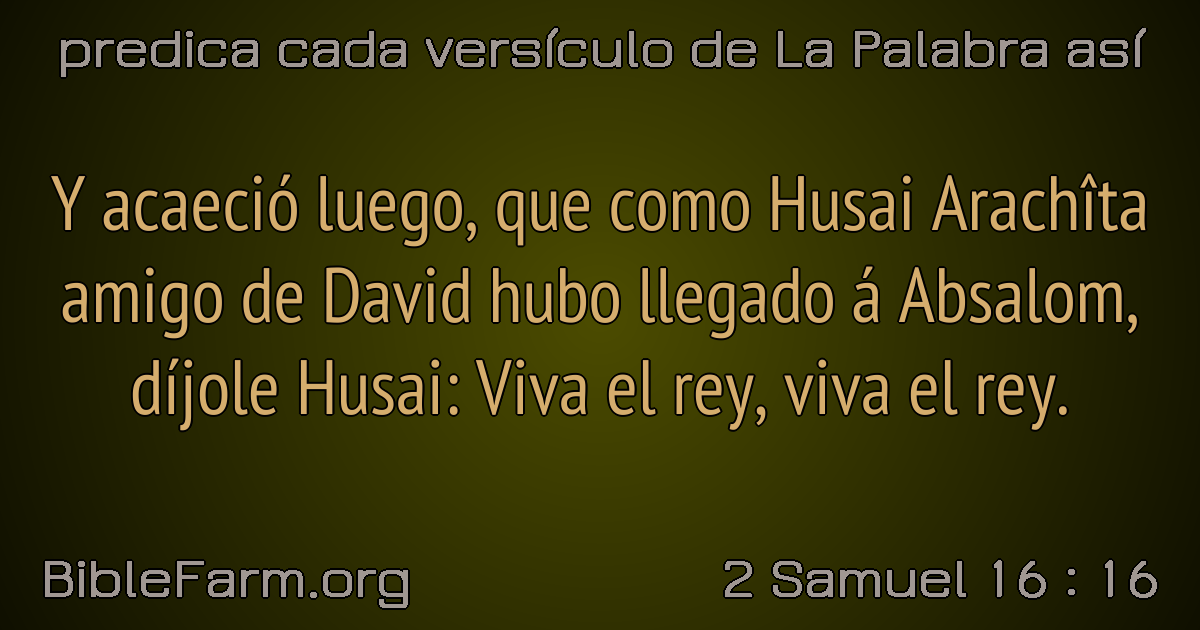 predica cada versículo de La Palabra así
Y acaeció luego, que como Husai Arachîta
amigo de David hubo llegado á Absalom,
díjole Husai: Viva el rey, viva el rey.
BibleFarm.org
2 Samuel 16 : 16